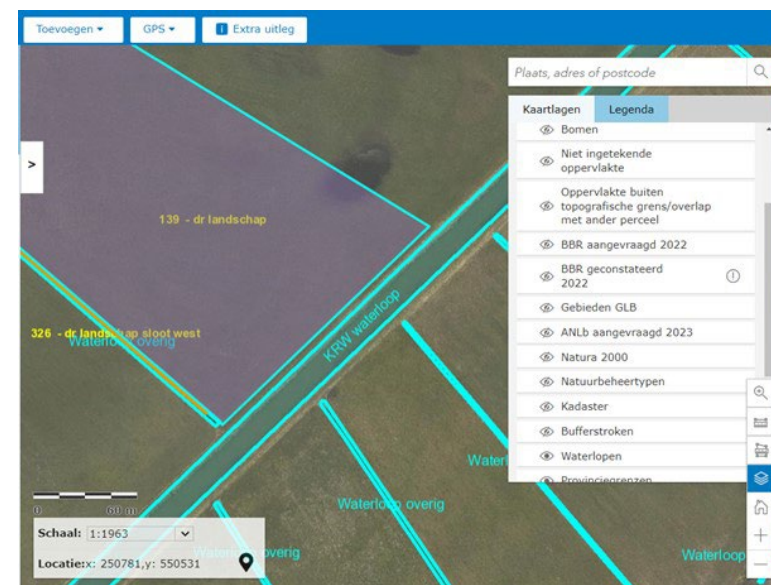 Toevoegen
GPS
Extra uitleg
Plaats, adres of postcode
Kaartlagen
Legenda
Bomen
Niet ingetekende
oppervlakte
Oppervlakte buiten
topografische grens/overlap
met ander perceel
BBR aangevraagd 2022
BBR geconstateerd
2022
Gebieden GLB
ANLb aangevraagd 2023
Natura 2000
Natuurbeheertypen
Kadaster
Bufferstroken
Waterlopen
Provinciegrenzen
>
139 - dr landschap
326 - dr landschap sloot west
Waterloop overig
KRW waterloop
Water
Waterloop overig
overig
Waterloop
0 60 m
Schaal: 1:1963
Locatie:x: 250781,y: 550531